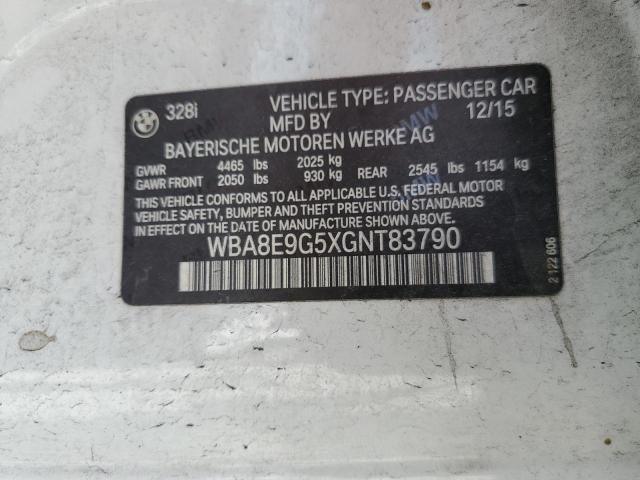 328i VEHICLE TYPE: PASSENGER CAR
MFD BY 12/15
BAYERISCHE MOTOREN WERKE AG
GVWR 4465 lbs 2025 kg
GAWR FRONT 2050 lbs 930 kg REAR 2545 lbs 1154 kg
THIS VEHICLE CONFORMS TO ALL APPLICABLE U.S. FEDERAL MOTOR
VEHICLE SAFETY, BUMPER AND THEFT PREVENTION STANDARDS
IN EFFECT ON THE DATE OF MANUFACTURE SHOWN ABOVE.
WBA8E9G5XGNT83790
2 122 606